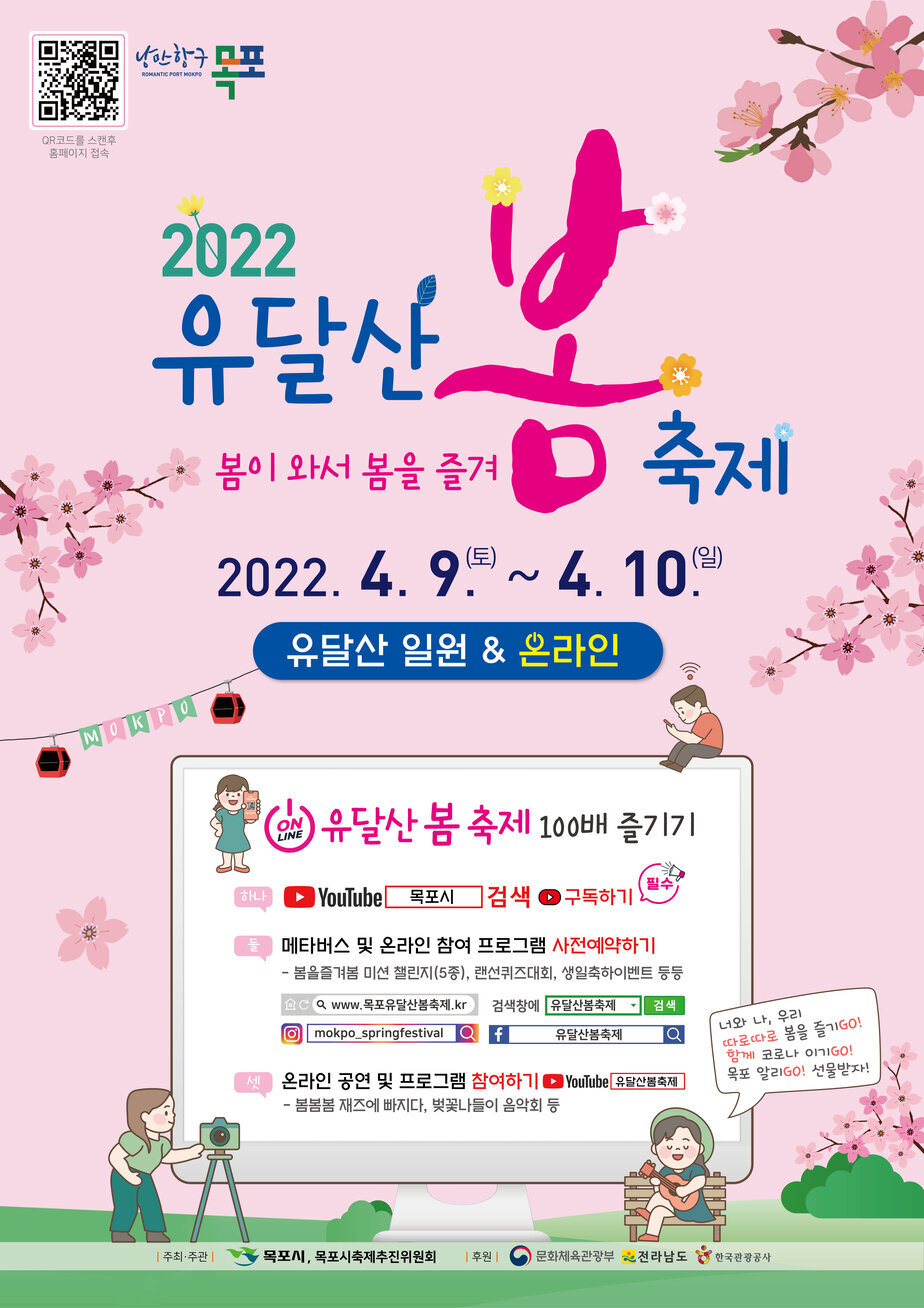 낭만항구 목포
ROMANTIC PORT MOKPO
QR코드를 스캔후
홈페이지 접속
2022
유달산 봄 축제
봄이 와서 봄을 즐겨
2022. 4. 9.(토) ~ 4. 10.(일)
유달산 일원 & 온라인
MOKPO
ON LINE 유달산 봄 축제 100배 즐기기
하나 YouTube 목포시 검색 구독하기 필수
둘 메타버스 및 온라인 참여 프로그램 사전예약하기
- 봄을즐겨봄 미션 챌린지(5종), 랜선퀴즈대회, 생일축하이벤트 등등
www.목포유달산봄축제.kr 검색창에 유달산봄축제 검색
mokpo_springfestival 유달산봄축제
셋 온라인 공연 및 프로그램 참여하기 YouTube 유달산봄축제
- 봄봄봄 재즈에 빠지다, 벚꽃나들이 음악회 등
너와 나, 우리
따로따로 봄을 즐기GO!
함께 코로나 이기GO!
목포 알리GO! 선물받자!
주최·주관 목포시, 목포시축제추진위원회 후원 문화체육관광부 전라남도 한국관광공사